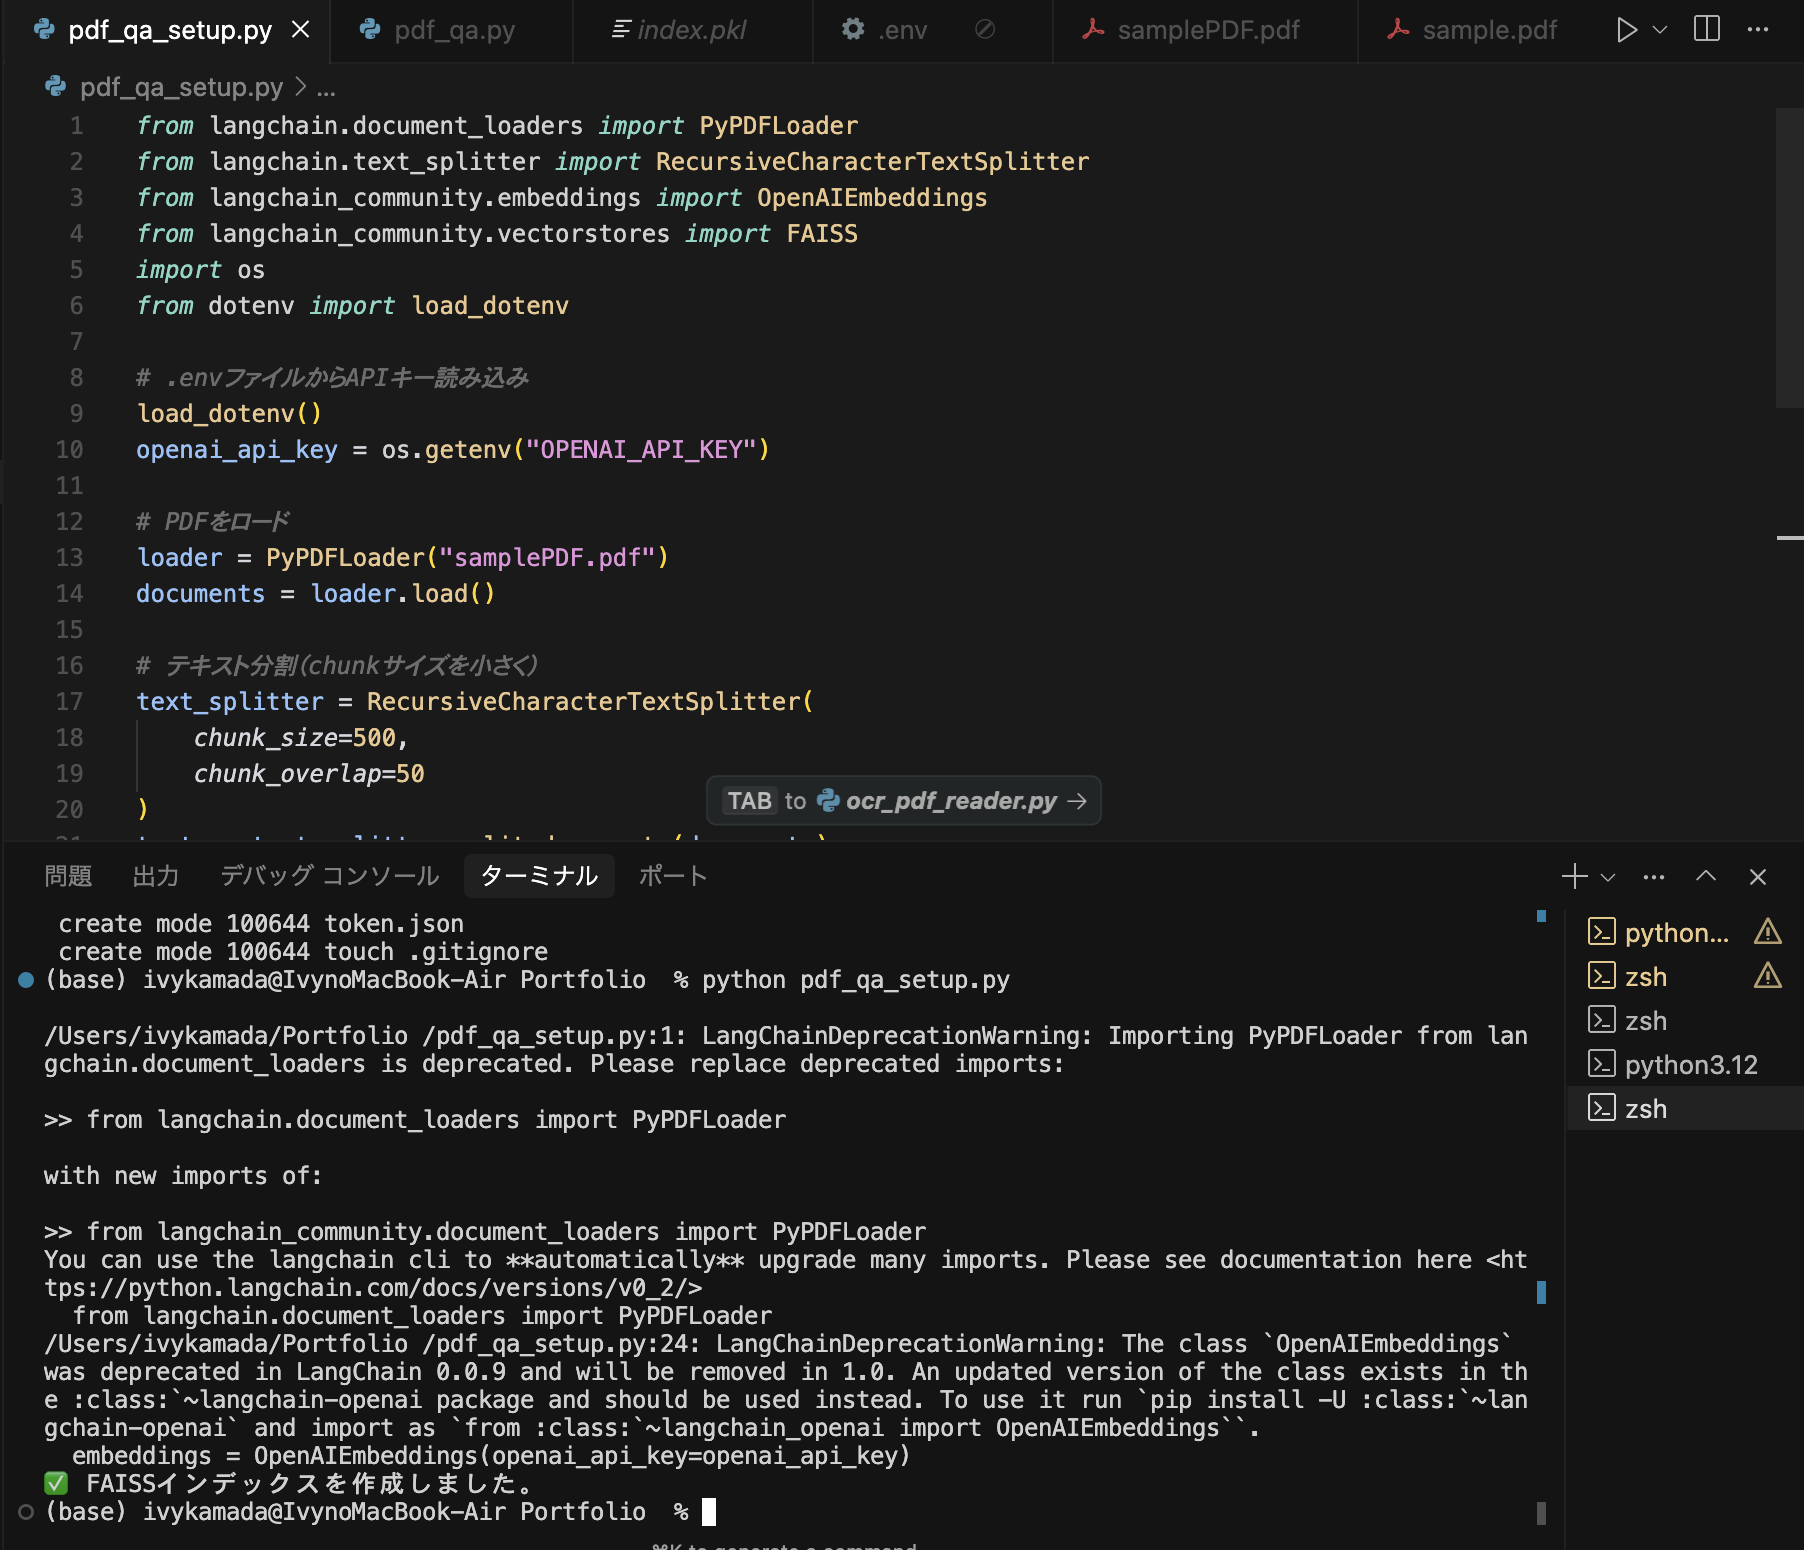 pdf_qa_setup.py
pdf_qa.py
index.pkl
.env
samplePDF.pdf
sample.pdf
pdf_qa_setup.py > ...
1 from langchain.document_loaders import PyPDFLoader
2 from langchain.text_splitter import RecursiveCharacterTextSplitter
3 from langchain_community.embeddings import OpenAIEmbeddings
4 from langchain_community.vectorstores import FAISS
5 import os
6 from dotenv import load_dotenv
7
8 # .envファイルからAPIキー読み込み
9 load_dotenv()
10 openai_api_key = os.getenv("OPENAI_API_KEY")
11
12 # PDFをロード
13 loader = PyPDFLoader("samplePDF.pdf")
14 documents = loader.load()
15
16 # テキスト分割（chunkサイズを小さく）
17 text_splitter = RecursiveCharacterTextSplitter(
18 chunk_size=500,
19 chunk_overlap=50
20 )
TAB to ocr_pdf_reader.py →
問題 出力 デバッグ コンソール ターミナル ポート
create mode 100644 token.json
create mode 100644 touch .gitignore
(base) ivykamada@IvynoMacBook-Air Portfolio % python pdf_qa_setup.py
/Users/ivykamada/Portfolio /pdf_qa_setup.py:1: LangChainDeprecationWarning: Importing PyPDFLoader from lan
gchain.document_loaders is deprecated. Please replace deprecated imports:
>> from langchain.document_loaders import PyPDFLoader
with new imports of:
>> from langchain_community.document_loaders import PyPDFLoader
You can use the langchain cli to **automatically** upgrade many imports. Please see documentation here <ht
tps://python.langchain.com/docs/versions/v0_2/>
from langchain.document_loaders import PyPDFLoader
/Users/ivykamada/Portfolio /pdf_qa_setup.py:24: LangChainDeprecationWarning: The class `OpenAIEmbeddings`
was deprecated in LangChain 0.0.9 and will be removed in 1.0. An updated version of the class exists in th
e :class:`~langchain-openai package and should be used instead. To use it run `pip install -U :class:`~lan
gchain-openai` and import as `from :class:`~langchain_openai import OpenAIEmbeddings``.
embeddings = OpenAIEmbeddings(openai_api_key=openai_api_key)
✅ FAISSインデックスを作成しました。
(base) ivykamada@IvynoMacBook-Air Portfolio %
python...
zsh
zsh
python3.12
zsh